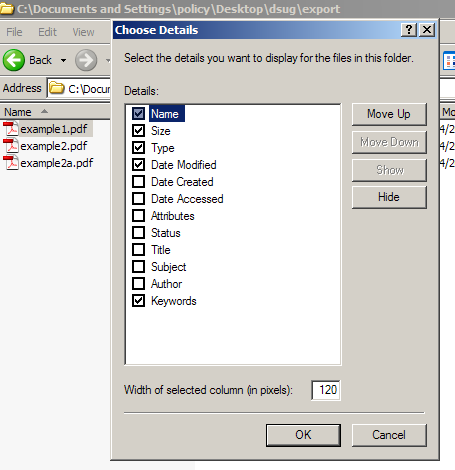 C:\Documents and Settings\policy\Desktop\dsug\export
File Edit View
Back
Address C:\Docum
Name
example1.pdf
example2.pdf
example2a.pdf
Choose Details
Select the details you want to display for the files in this folder.
Details:
Name
Size
Type
Date Modified
Date Created
Date Accessed
Attributes
Status
Title
Subject
Author
Keywords
Move Up
Move Down
Show
Hide
Width of selected column (in pixels): 120
OK Cancel
Mo
4/2
4/2
4/2